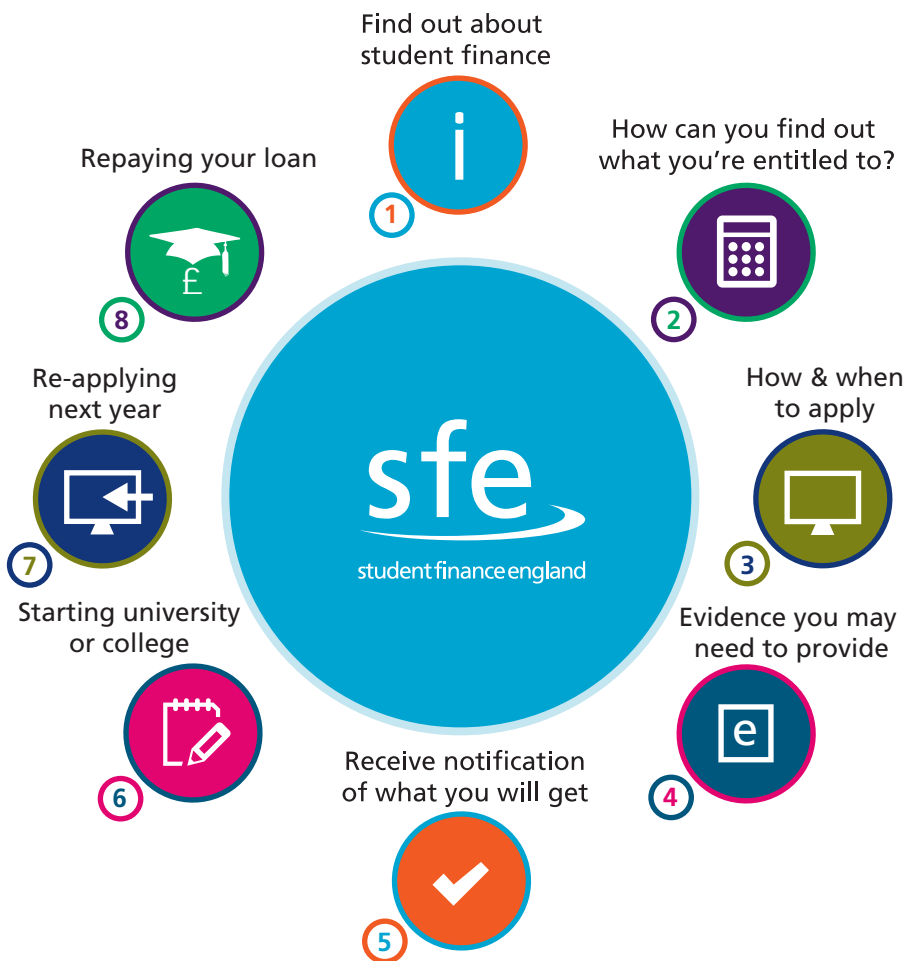 Find out about
student finance
i
1
How can you find out
what you're entitled to?
2
How & when
to apply
3
Evidence you may
need to provide
e
4
Receive notification
of what you will get
5
Starting university
or college
6
Re-applying
next year
7
Repaying your loan
£
8
sfe
student finance england